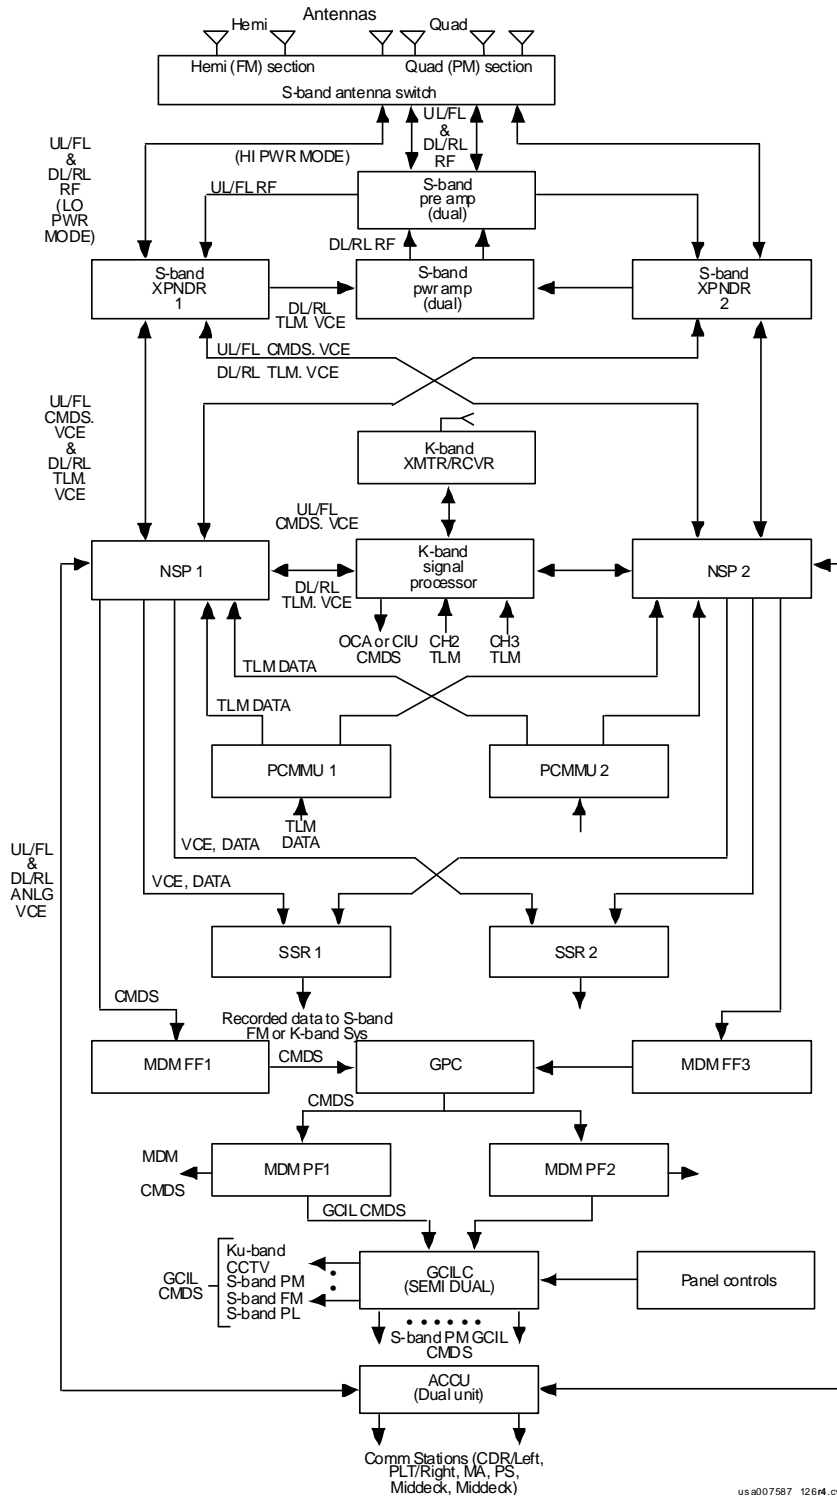 Antennas
Hemi
Quad
Hemi (FM) section
Quad (PM) section
S-band antenna switch
UL/FL
&
DL/RL
RF
(LO
PWR
MODE)
(HI PWR MODE)
UL/FL
&
DL/RL
RF
UL/FL RF
S-band
pre amp
(dual)
DL/RL RF
S-band
XPNDR
1
S-band
pwr amp
(dual)
S-band
XPNDR
2
DL/RL
TLM. VCE
UL/FL CMDS. VCE
DL/RL TLM. VCE
UL/FL
CMDS.
VCE
&
DL/RL
TLM.
VCE
K-band
XMTR/RCVR
UL/FL
CMDS. VCE
NSP 1
K-band
signal
processor
NSP 2
DL/RL
TLM. VCE
OCA or CIU
CMDS
CH2
TLM
CH3
TLM
TLM DATA
TLM DATA
PCMMU 1
PCMMU 2
TLM
DATA
UL/FL
&
DL/RL
ANLG
VCE
VCE, DATA
VCE, DATA
SSR 1
SSR 2
CMDS
Recorded data to S-band
FM or K-band Sys
MDM FF1
CMDS
GPC
MDM FF3
CMDS
MDM
CMDS
MDM PF1
MDM PF2
GCIL CMDS
GCIL
CMDS
Ku-band
CCTV
S-band PM
S-band FM
S-band PL
GCILC
(SEMI DUAL)
Panel controls
S-band PM GCIL
CMDS
ACCU
(Dual unit)
Comm Stations (CDR/Left,
PLT/Right, MA, PS,
Middeck, Middeck)